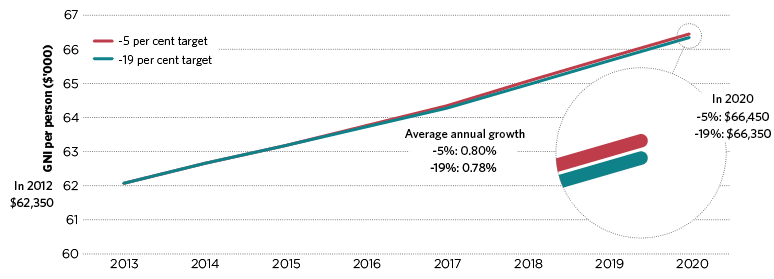 67
66
65
64
63
62
61
60
GNI per person ($'000)
-5 per cent target
-19 per cent target
In 2012
$62,350
Average annual growth
-5%: 0.80%
-19%: 0.78%
In 2020
-5%: $66,450
-19%: $66,350
2013 2014 2015 2016 2017 2018 2019 2020